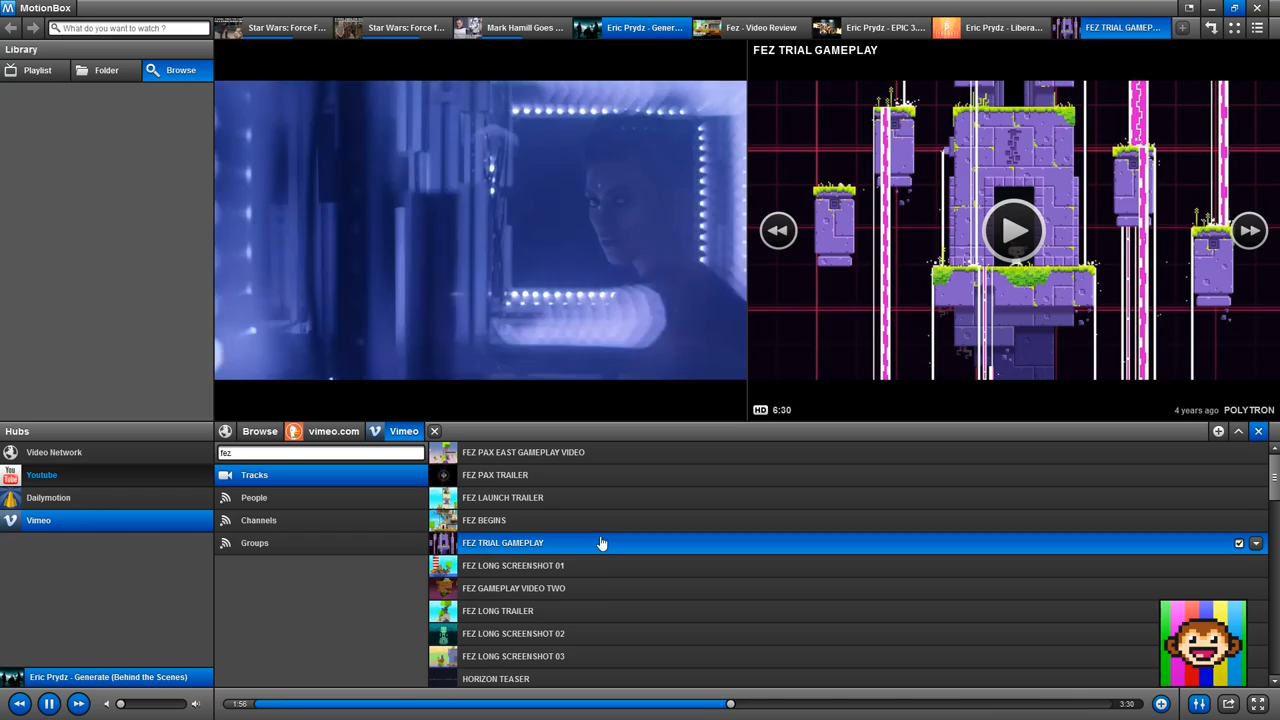 MotionBox
What do you want to watch ?
Star Wars: Force F...
Star Wars: Force f...
Mark Hamill Goes ...
Eric Prydz - Gener...
Fez - Video Review
Eric Prydz - EPIC 3....
Eric Prydz - Libera...
FEZ TRIAL GAMEP...
Library
Playlist
Folder
Browse
FEZ TRIAL GAMEPLAY
HD 6:30
4 years ago POLYTRON
Hubs
Video Network
Youtube
Dailymotion
Vimeo
Browse
vimeo.com
Vimeo
fez
Tracks
People
Channels
Groups
FEZ PAX EAST GAMEPLAY VIDEO
FEZ PAX TRAILER
FEZ LAUNCH TRAILER
FEZ BEGINS
FEZ TRIAL GAMEPLAY
FEZ LONG SCREENSHOT 01
FEZ GAMEPLAY VIDEO TWO
FEZ LONG TRAILER
FEZ LONG SCREENSHOT 02
FEZ LONG SCREENSHOT 03
HORIZON TEASER
Eric Prydz - Generate (Behind the Scenes)
1:56
3:30